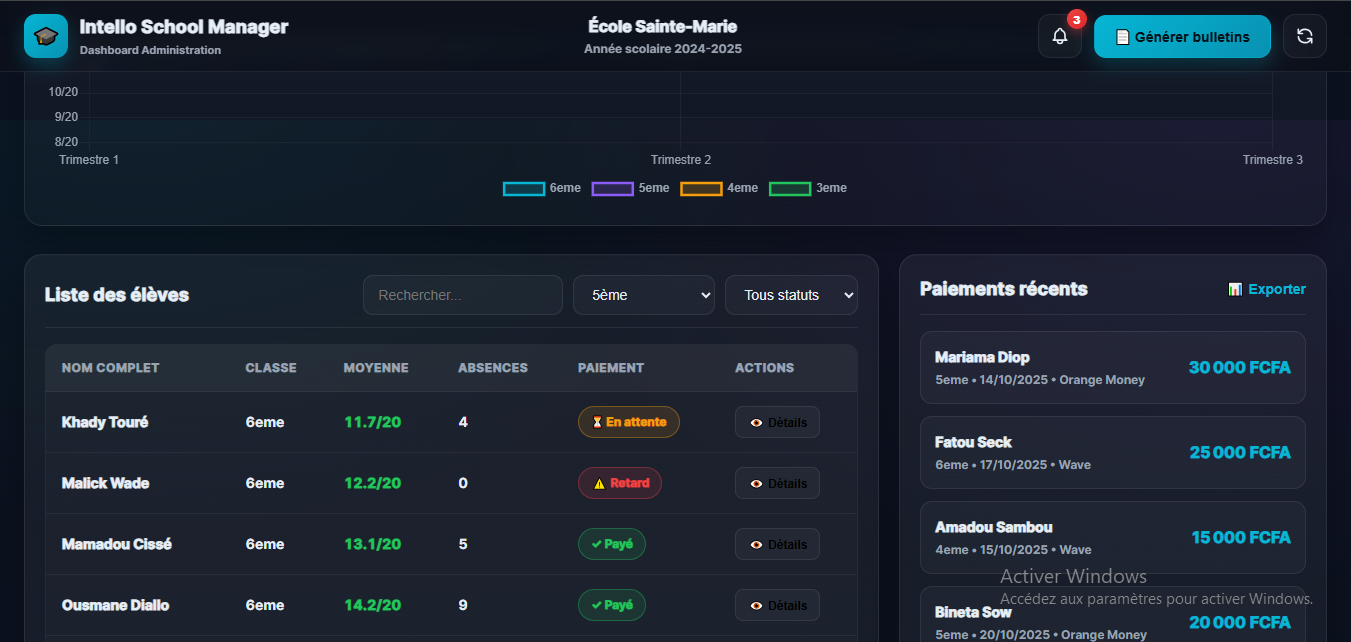 Intello School Manager
Dashboard Administration
École Sainte-Marie
Année scolaire 2024-2025
3
Générer bulletins
10/20
9/20
8/20
Trimestre 1 Trimestre 2 Trimestre 3
6eme 5eme 4eme 3eme
Liste des élèves
Rechercher...
5ème
Tous statuts
NOM COMPLET CLASSE MOYENNE ABSENCES PAIEMENT ACTIONS
Khady Touré 6eme 11.7/20 4 En attente Détails
Malick Wade 6eme 12.2/20 0 Retard Détails
Mamadou Cissé 6eme 13.1/20 5 Payé Détails
Ousmane Diallo 6eme 14.2/20 9 Payé Détails
Paiements récents
Exporter
Mariama Diop
5eme • 14/10/2025 • Orange Money
30 000 FCFA
Fatou Seck
6eme • 17/10/2025 • Wave
25 000 FCFA
Amadou Sambou
4eme • 15/10/2025 • Wave
15 000 FCFA
Bineta Sow
5eme • 20/10/2025 • Orange Money
20 000 FCFA
Activer Windows
Accédez aux paramètres pour activer Windows.